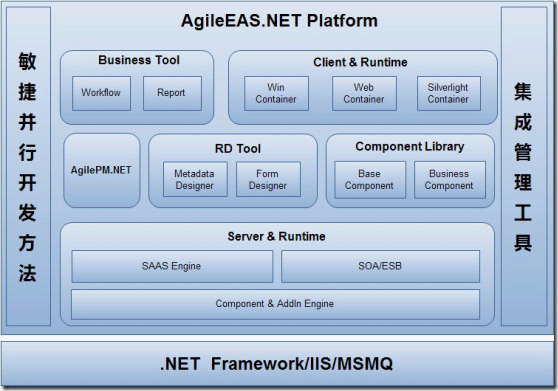 AgileEAS.NET Platform
敏捷并行开发方法
Business Tool
Workflow
Report
Client & Runtime
Win
Container
Web
Container
Silverlight
Container
AgilePM.NET
RD Tool
Metadata
Designer
Form
Designer
Component Library
Base
Component
Business
Component
Server & Runtime
SAAS Engine
SOA/ESB
Component & AddIn Engine
集成管理工具
.NET Framework/IIS/MSMQ